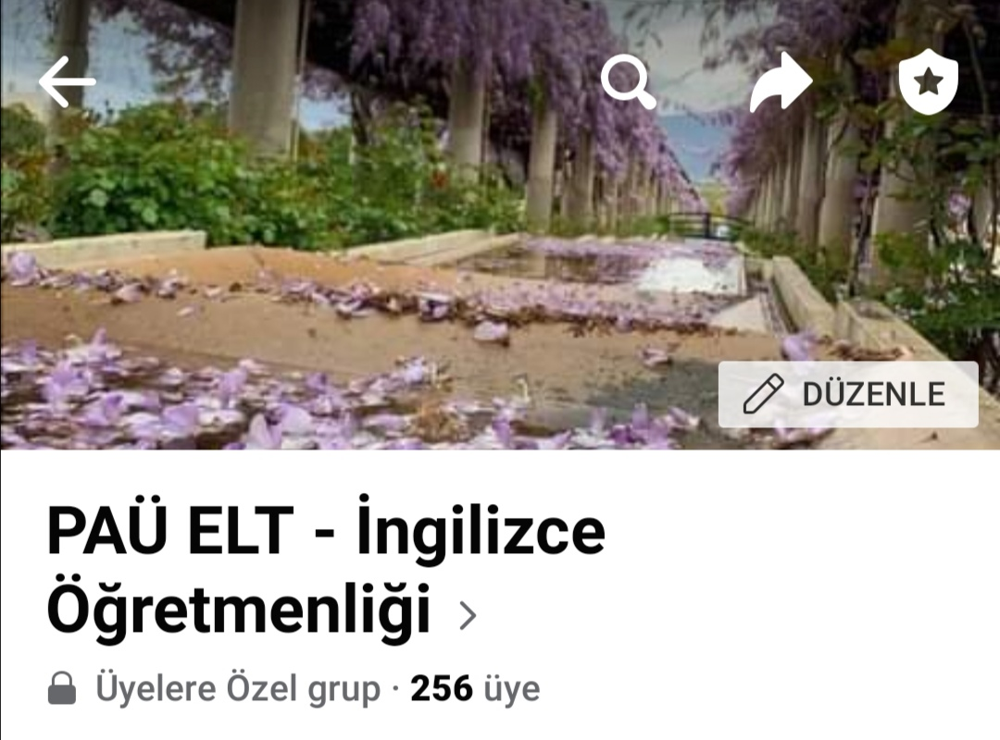 DÜZENLE
PAÜ ELT - İngilizce
Öğretmenliği
Üyelere Özel grup · 256 üye